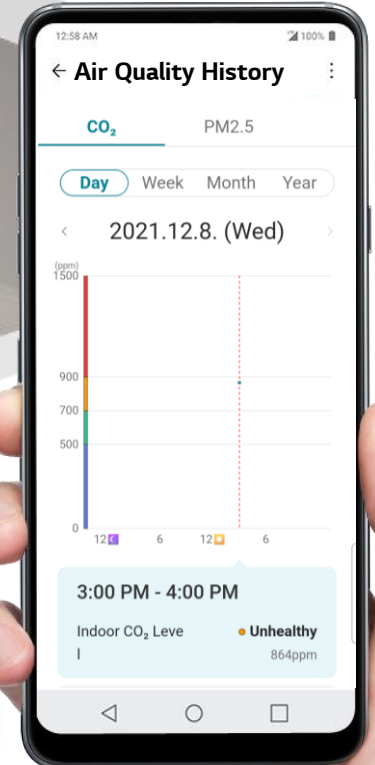 12:58 AM 100%
Air Quality History
CO₂ PM2.5
Day Week Month Year
2021.12.8. (Wed)
(ppm)
1500
900
700
500
0
12 6 12 6
3:00 PM - 4:00 PM
Indoor CO₂ Leve Unhealthy
l 864ppm